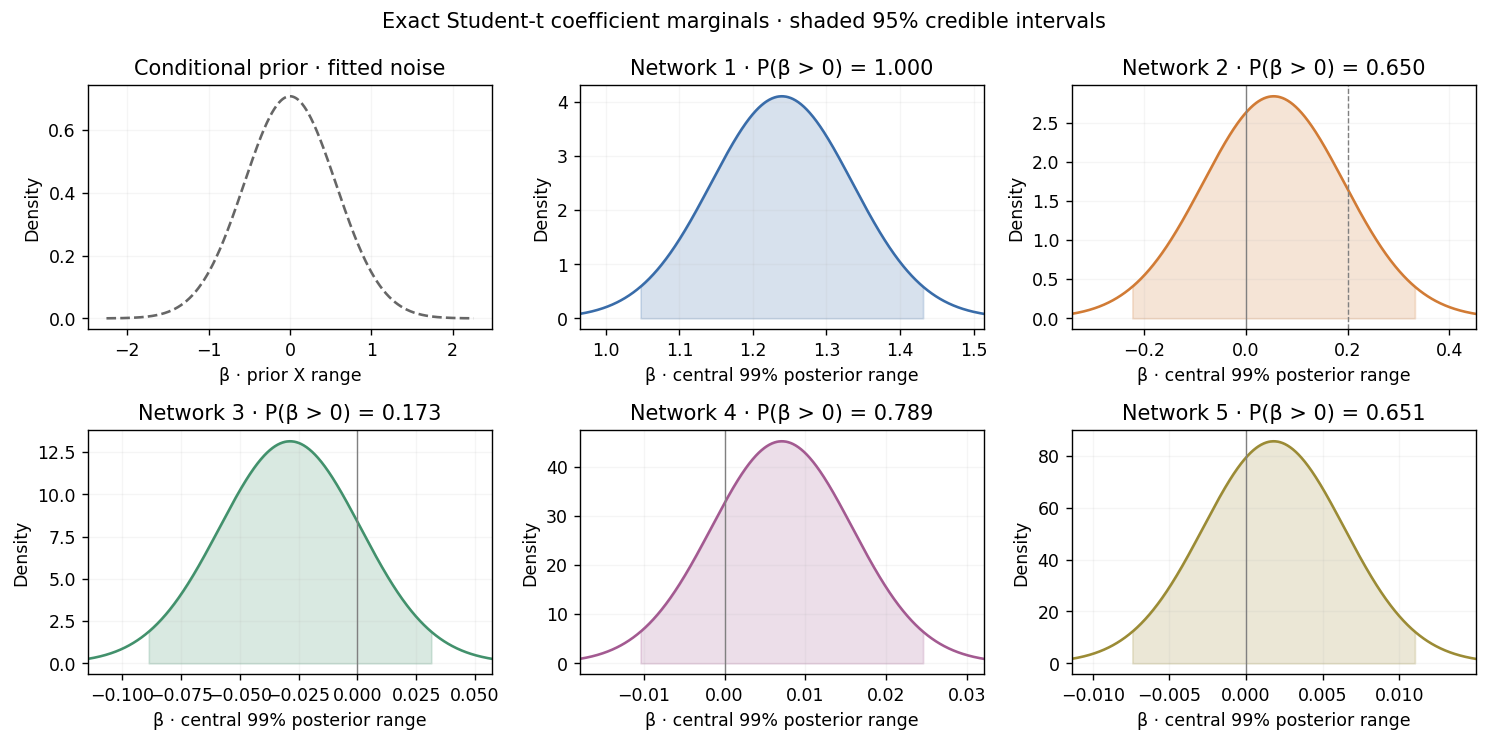 Exact Student-t coefficient marginals · shaded 95% credible intervals
Conditional prior · fitted noise
Density
0.6
0.4
0.2
0.0
−2 −1 0 1 2
β · prior X range
Network 1 · P(β > 0) = 1.000
Density
4
3
2
1
0
1.0 1.1 1.2 1.3 1.4 1.5
β · central 99% posterior range
Network 2 · P(β > 0) = 0.650
Density
2.5
2.0
1.5
1.0
0.5
0.0
−0.2 0.0 0.2 0.4
β · central 99% posterior range
Network 3 · P(β > 0) = 0.173
Density
12.5
10.0
7.5
5.0
2.5
0.0
−0.100 −0.075 −0.050 −0.025 0.000 0.025 0.050
β · central 99% posterior range
Network 4 · P(β > 0) = 0.789
Density
40
30
20
10
0
−0.01 0.00 0.01 0.02 0.03
β · central 99% posterior range
Network 5 · P(β > 0) = 0.651
Density
80
60
40
20
0
−0.010 −0.005 0.000 0.005 0.010
β · central 99% posterior range